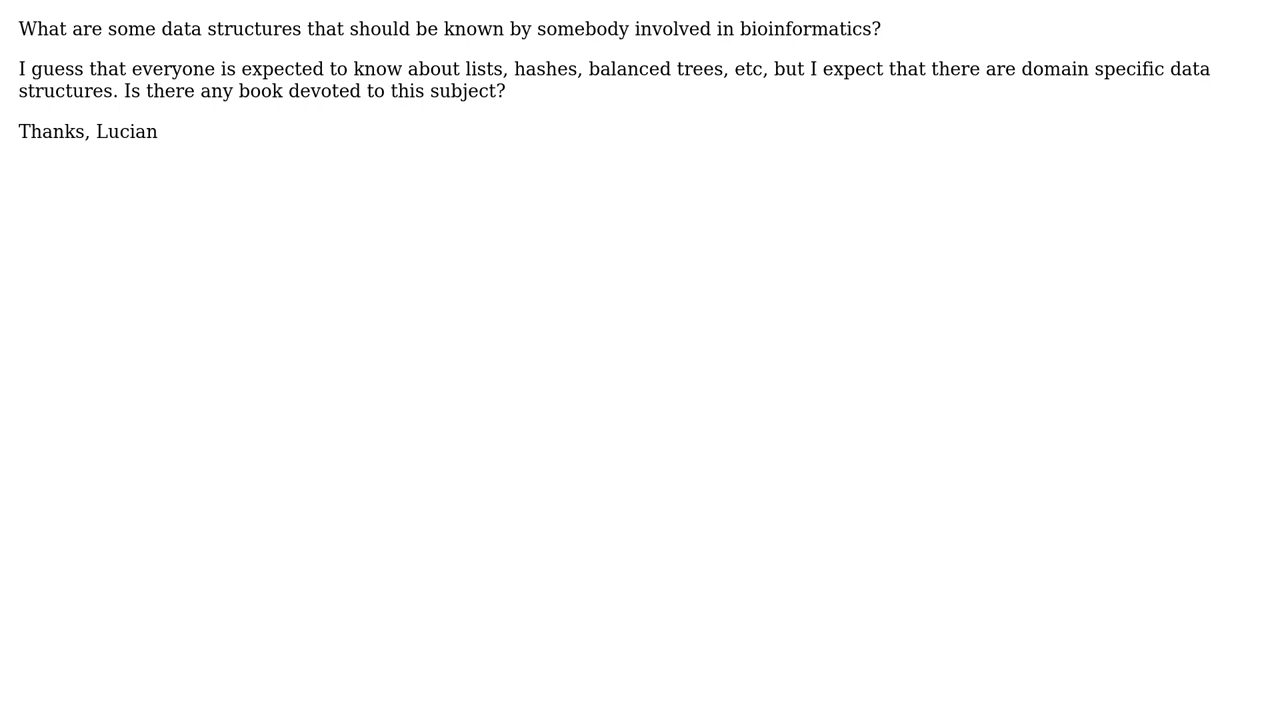 What are some data structures that should be known by somebody involved in bioinformatics?
I guess that everyone is expected to know about lists, hashes, balanced trees, etc, but I expect that there are domain specific data
structures. Is there any book devoted to this subject?
Thanks, Lucian